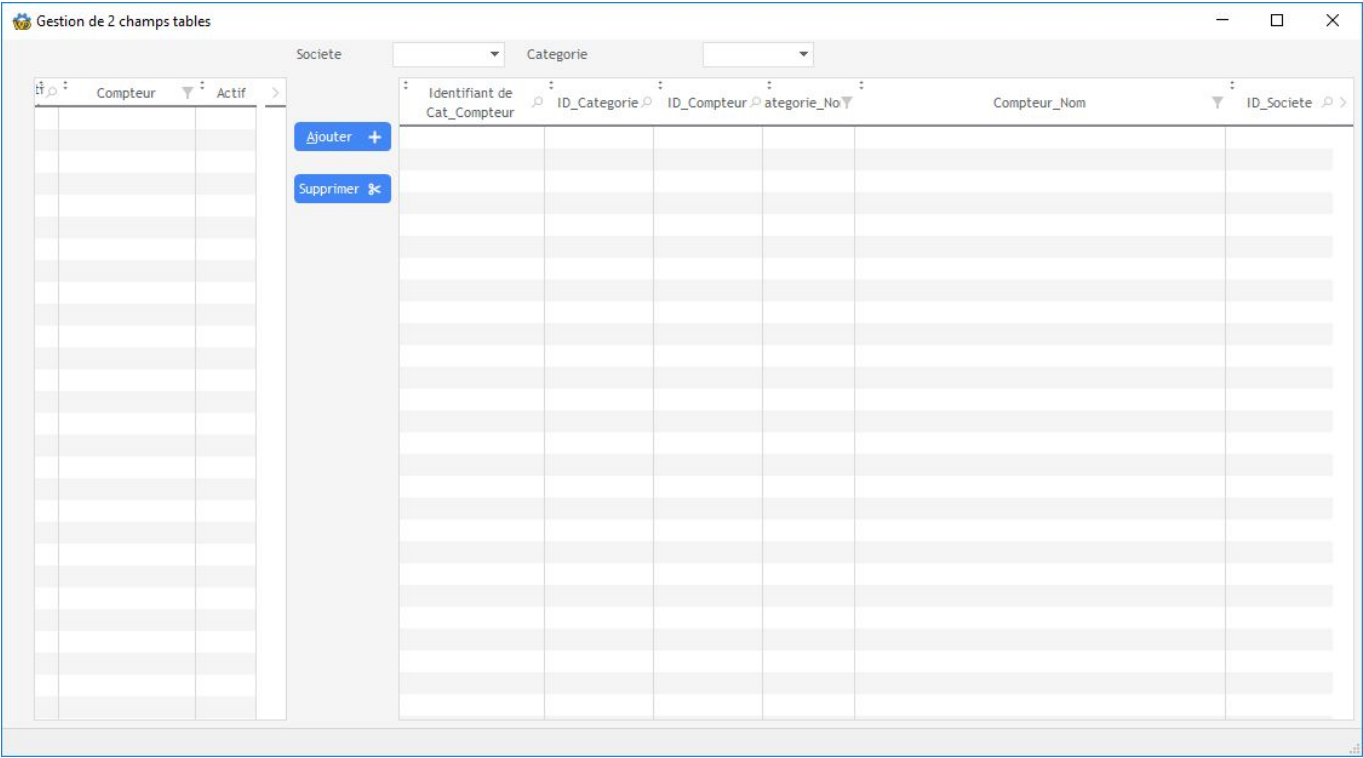 Gestion de 2 champs tables
Societe
Categorie
Compteur
Actif
Identifiant de
Cat_Compteur
ID_Categorie
ID_Compteur
ategorie_No
Compteur_Nom
ID_Societe
Ajouter
Supprimer